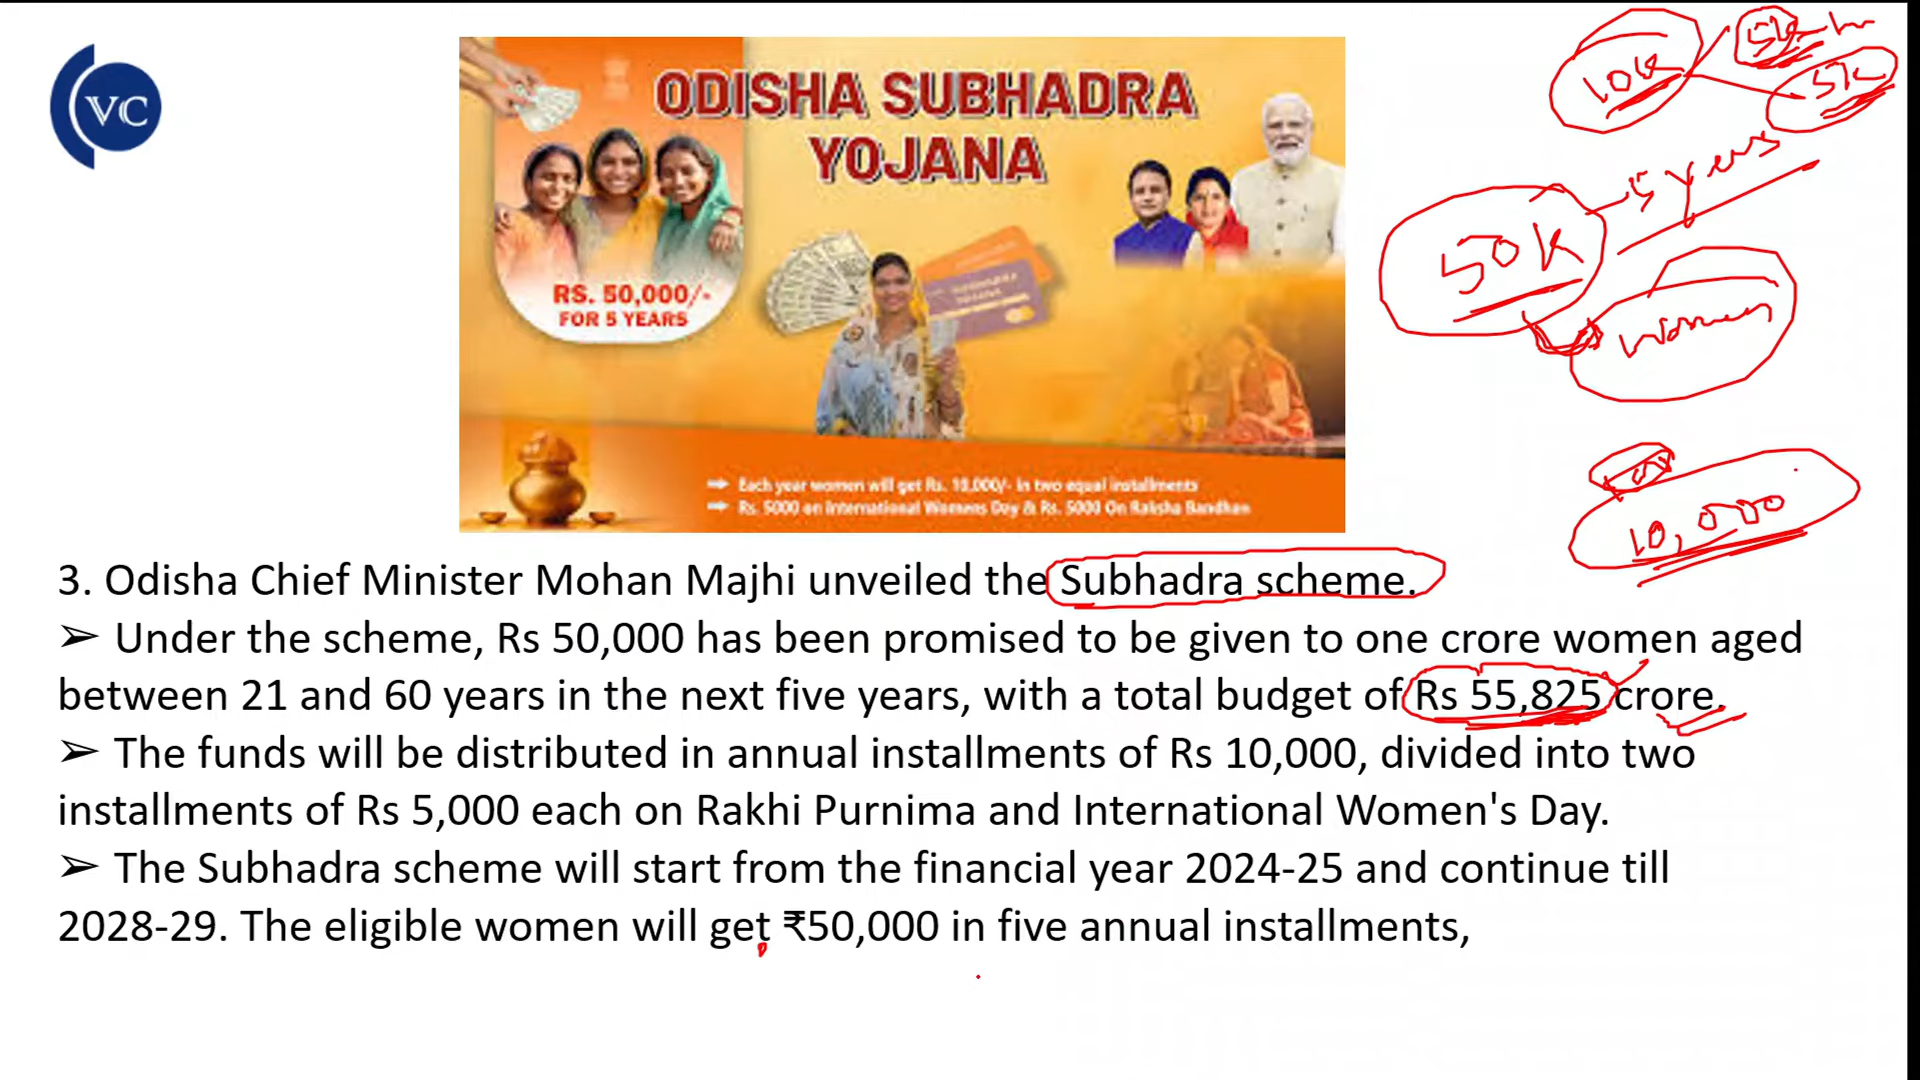 VC
ODISHA SUBHADRA
YOJANA
RS. 50,000/-
FOR 5 YEARS
Each year women will get Rs. 10,000/- in two equal installments
Rs. 5000 on International Womens Day & Rs. 5000 On Raksha Bandhan
10K
5K
5K
5 years
50K
women
10,000
3. Odisha Chief Minister Mohan Majhi unveiled the Subhadra scheme.
➢ Under the scheme, Rs 50,000 has been promised to be given to one crore women aged
between 21 and 60 years in the next five years, with a total budget of Rs 55,825 crore.
➢ The funds will be distributed in annual installments of Rs 10,000, divided into two
installments of Rs 5,000 each on Rakhi Purnima and International Women's Day.
➢ The Subhadra scheme will start from the financial year 2024-25 and continue till
2028-29. The eligible women will get ₹50,000 in five annual installments,